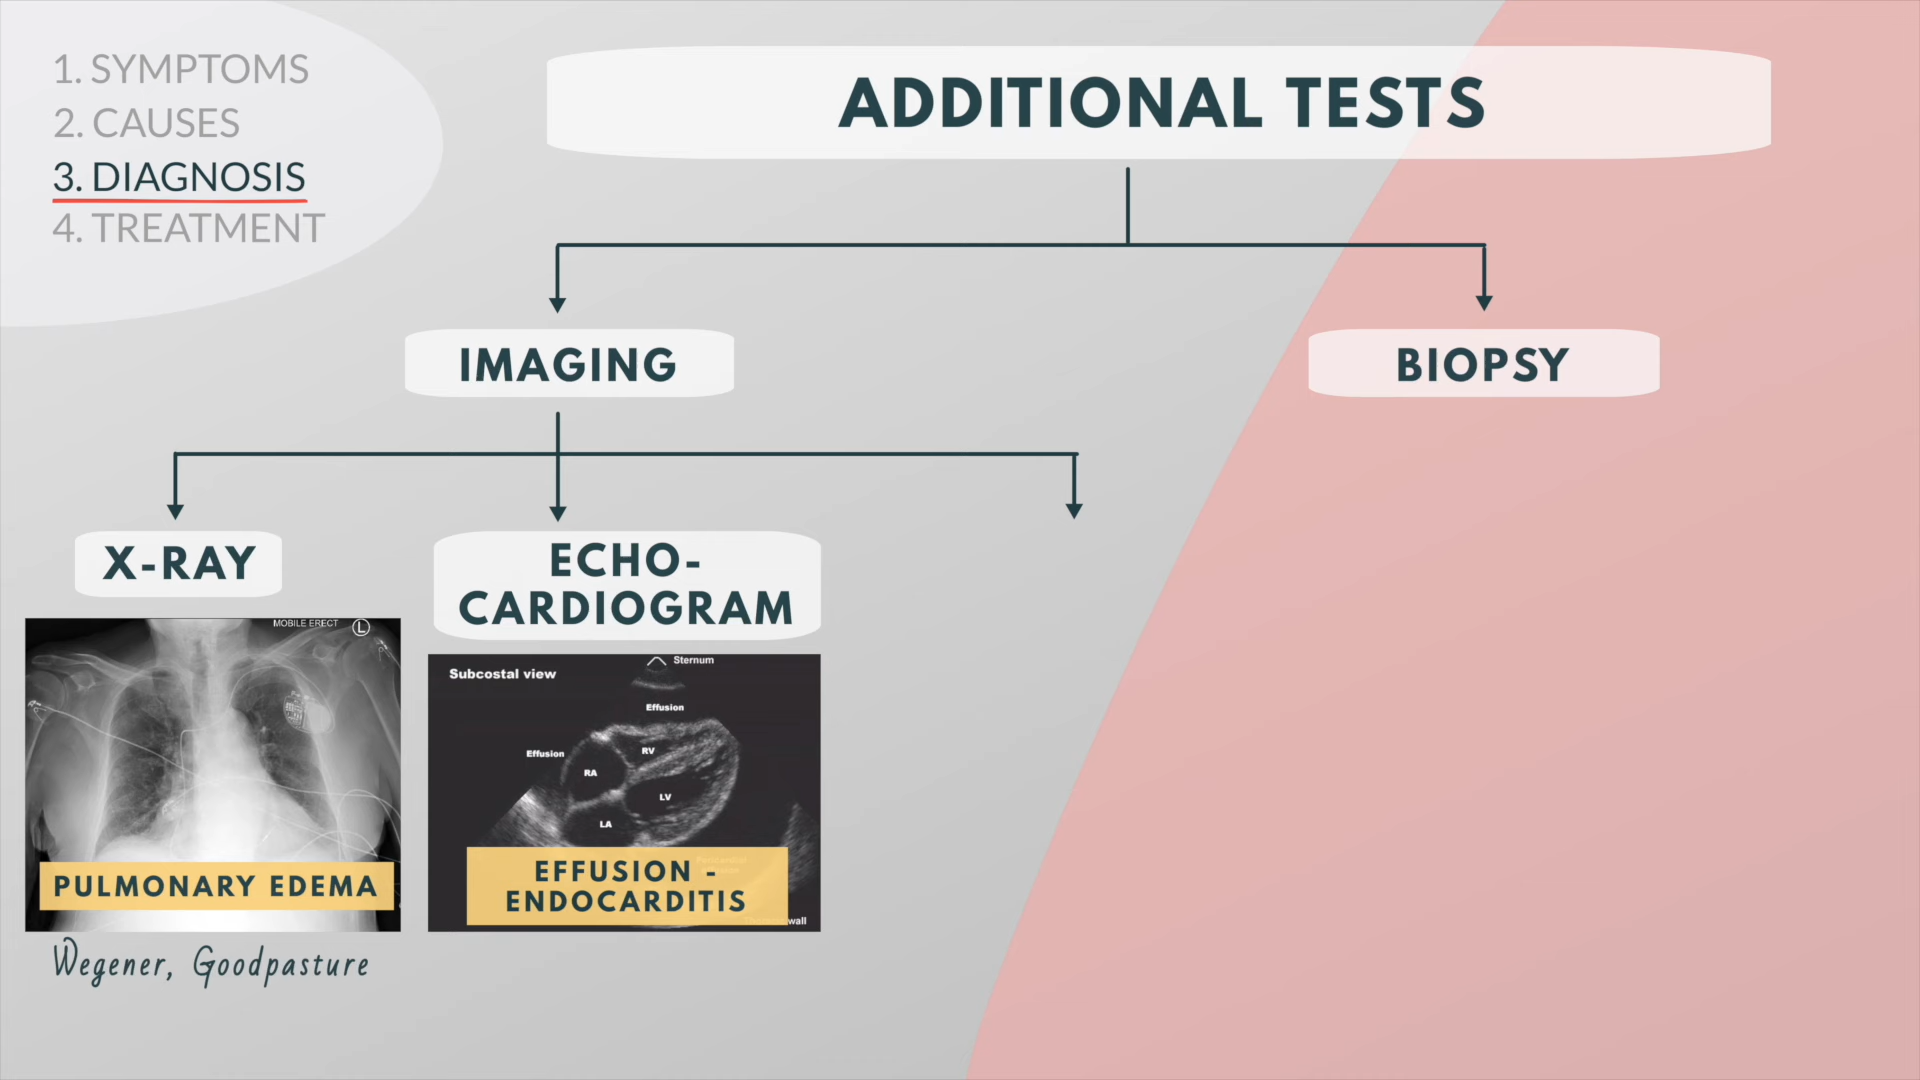 1. SYMPTOMS
2. CAUSES
3. DIAGNOSIS
4. TREATMENT
ADDITIONAL TESTS
IMAGING
BIOPSY
X-RAY
MOBILE ERECT L
PULMONARY EDEMA
Wegener, Goodpasture
ECHO-
CARDIOGRAM
Sternum
Subcostal view
Effusion
Effusion
RV
RA
LV
LA
EFFUSION -
ENDOCARDITIS
wall